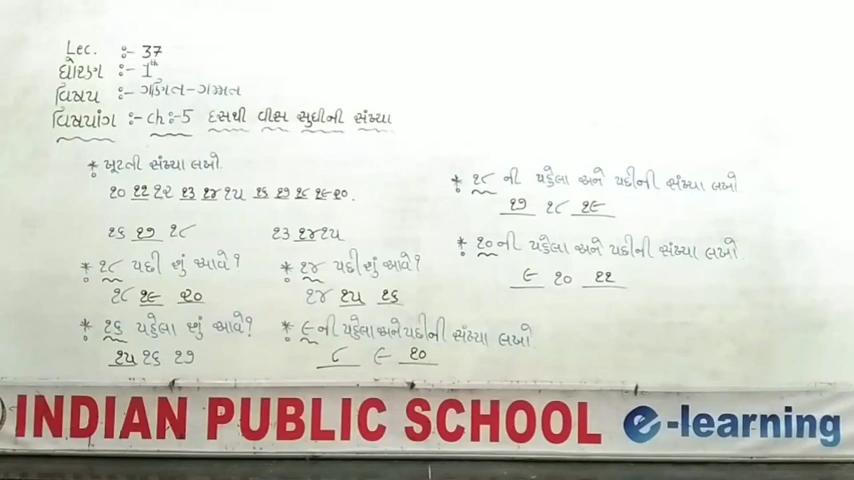 Lec. :- 37
ધોરણ :- 1th
વિષય :- ગણિત-ગમ્મત
વિષયાંગ :- ch:-5 દસથી વીસ સુધીની સંખ્યા
* ખૂટતી સંખ્યા લખો.
૧૦ ૧૧ ૧૨ ૧૩ ૧૪ ૧૫ ૧૬ ૧૭ ૧૮ ૧૯ ૨૦.
૧૬ ૧૭ ૧૮ ૧૩ ૧૪ ૧૫
* ૧૮ પછી શું આવે? * ૧૪ પછી શું આવે?
૧૮ ૧૯ ૨૦ ૧૪ ૧૫ ૧૬
* ૧૬ પહેલા શું આવે? * ૯ ની પહેલા અને પછીની સંખ્યા લખો.
૧૫ ૧૬ ૧૭ ૮ ૯ ૧૦
* ૧૮ ની પહેલા અને પછીની સંખ્યા લખો
૧૭ ૧૮ ૧૯
* ૧૦ ની પહેલા અને પછીની સંખ્યા લખો.
૯ ૧૦ ૧૧
INDIAN PUBLIC SCHOOL e-learning